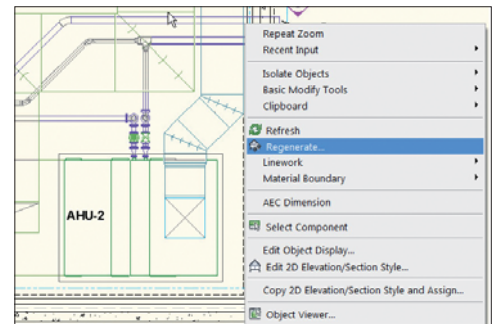 Repeat Zoom
Recent Input
Isolate Objects
Basic Modify Tools
Clipboard
Refresh
Regenerate...
Linework
Material Boundary
AEC Dimension
Select Component
Edit Object Display...
Edit 2D Elevation/Section Style...
Copy 2D Elevation/Section Style and Assign...
Object Viewer...
AHU-2